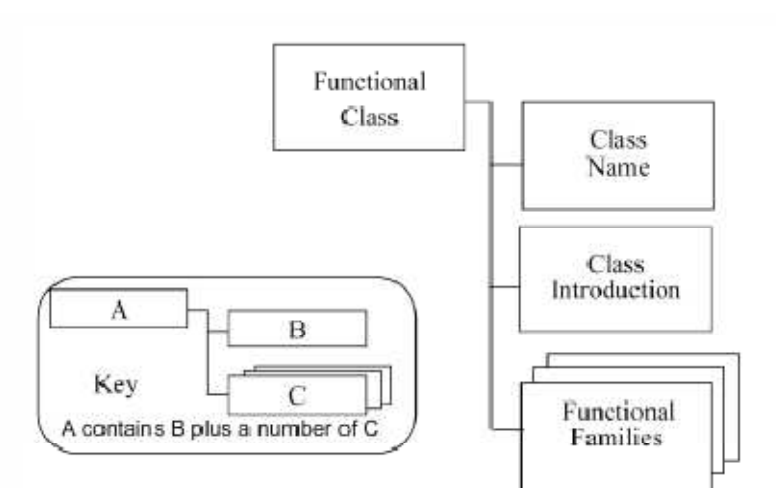 Functional
Class
Class
Name
Class
Introduction
Functional
Families
A
B
Key
C
A contains B plus a number of C